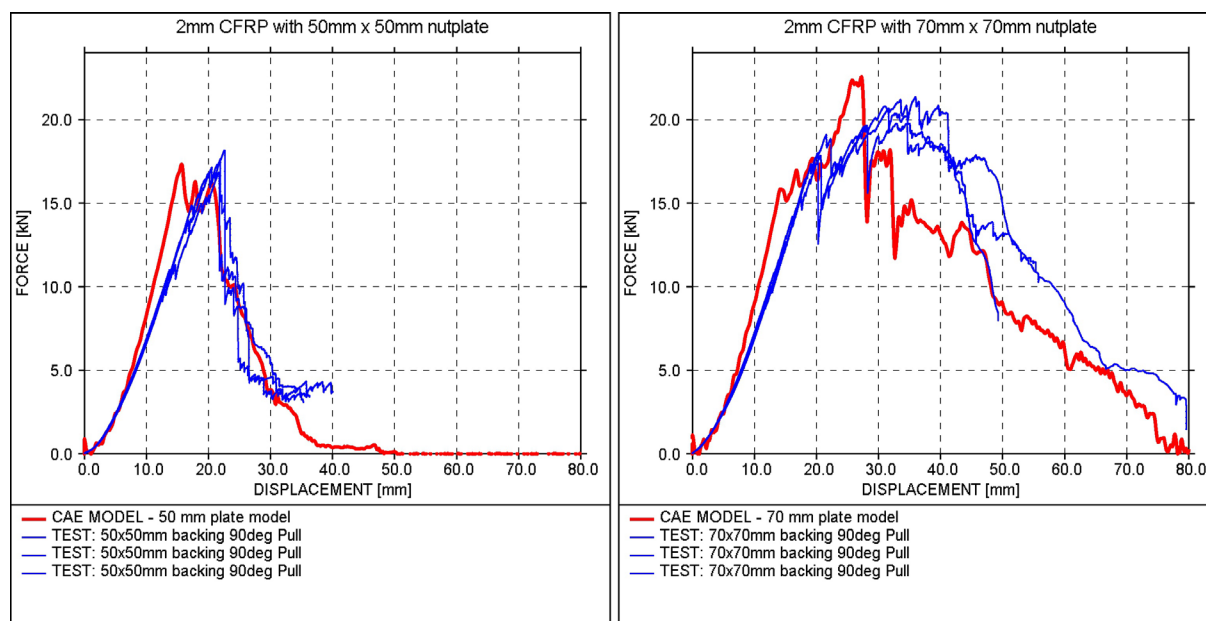 2mm CFRP with 50mm x 50mm nutplate
FORCE [kN]
20.0
15.0
10.0
5.0
0.0
0.0 10.0 20.0 30.0 40.0 50.0 60.0 70.0 80.0
DISPLACEMENT [mm]
CAE MODEL - 50 mm plate model
TEST: 50x50mm backing 90deg Pull
TEST: 50x50mm backing 90deg Pull
TEST: 50x50mm backing 90deg Pull
2mm CFRP with 70mm x 70mm nutplate
FORCE [kN]
20.0
15.0
10.0
5.0
0.0
0.0 10.0 20.0 30.0 40.0 50.0 60.0 70.0 80.0
DISPLACEMENT [mm]
CAE MODEL - 70 mm plate model
TEST: 70x70mm backing 90deg Pull
TEST: 70x70mm backing 90deg Pull
TEST: 70x70mm backing 90deg Pull